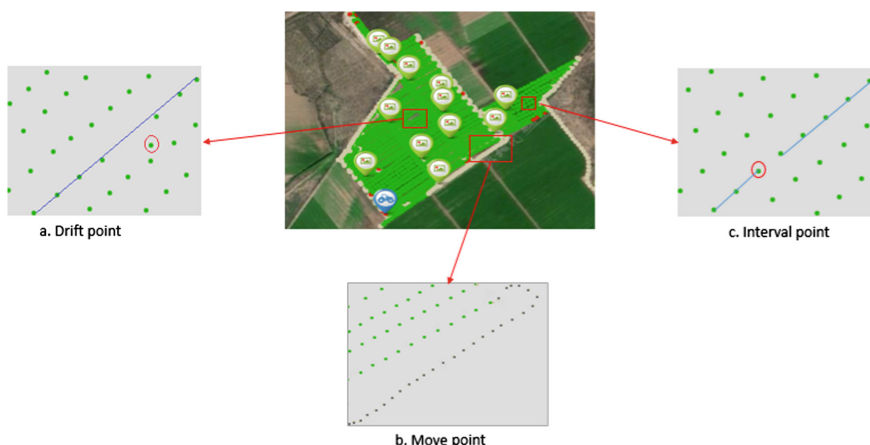 a. Drift point
c. Interval point
b. Move point